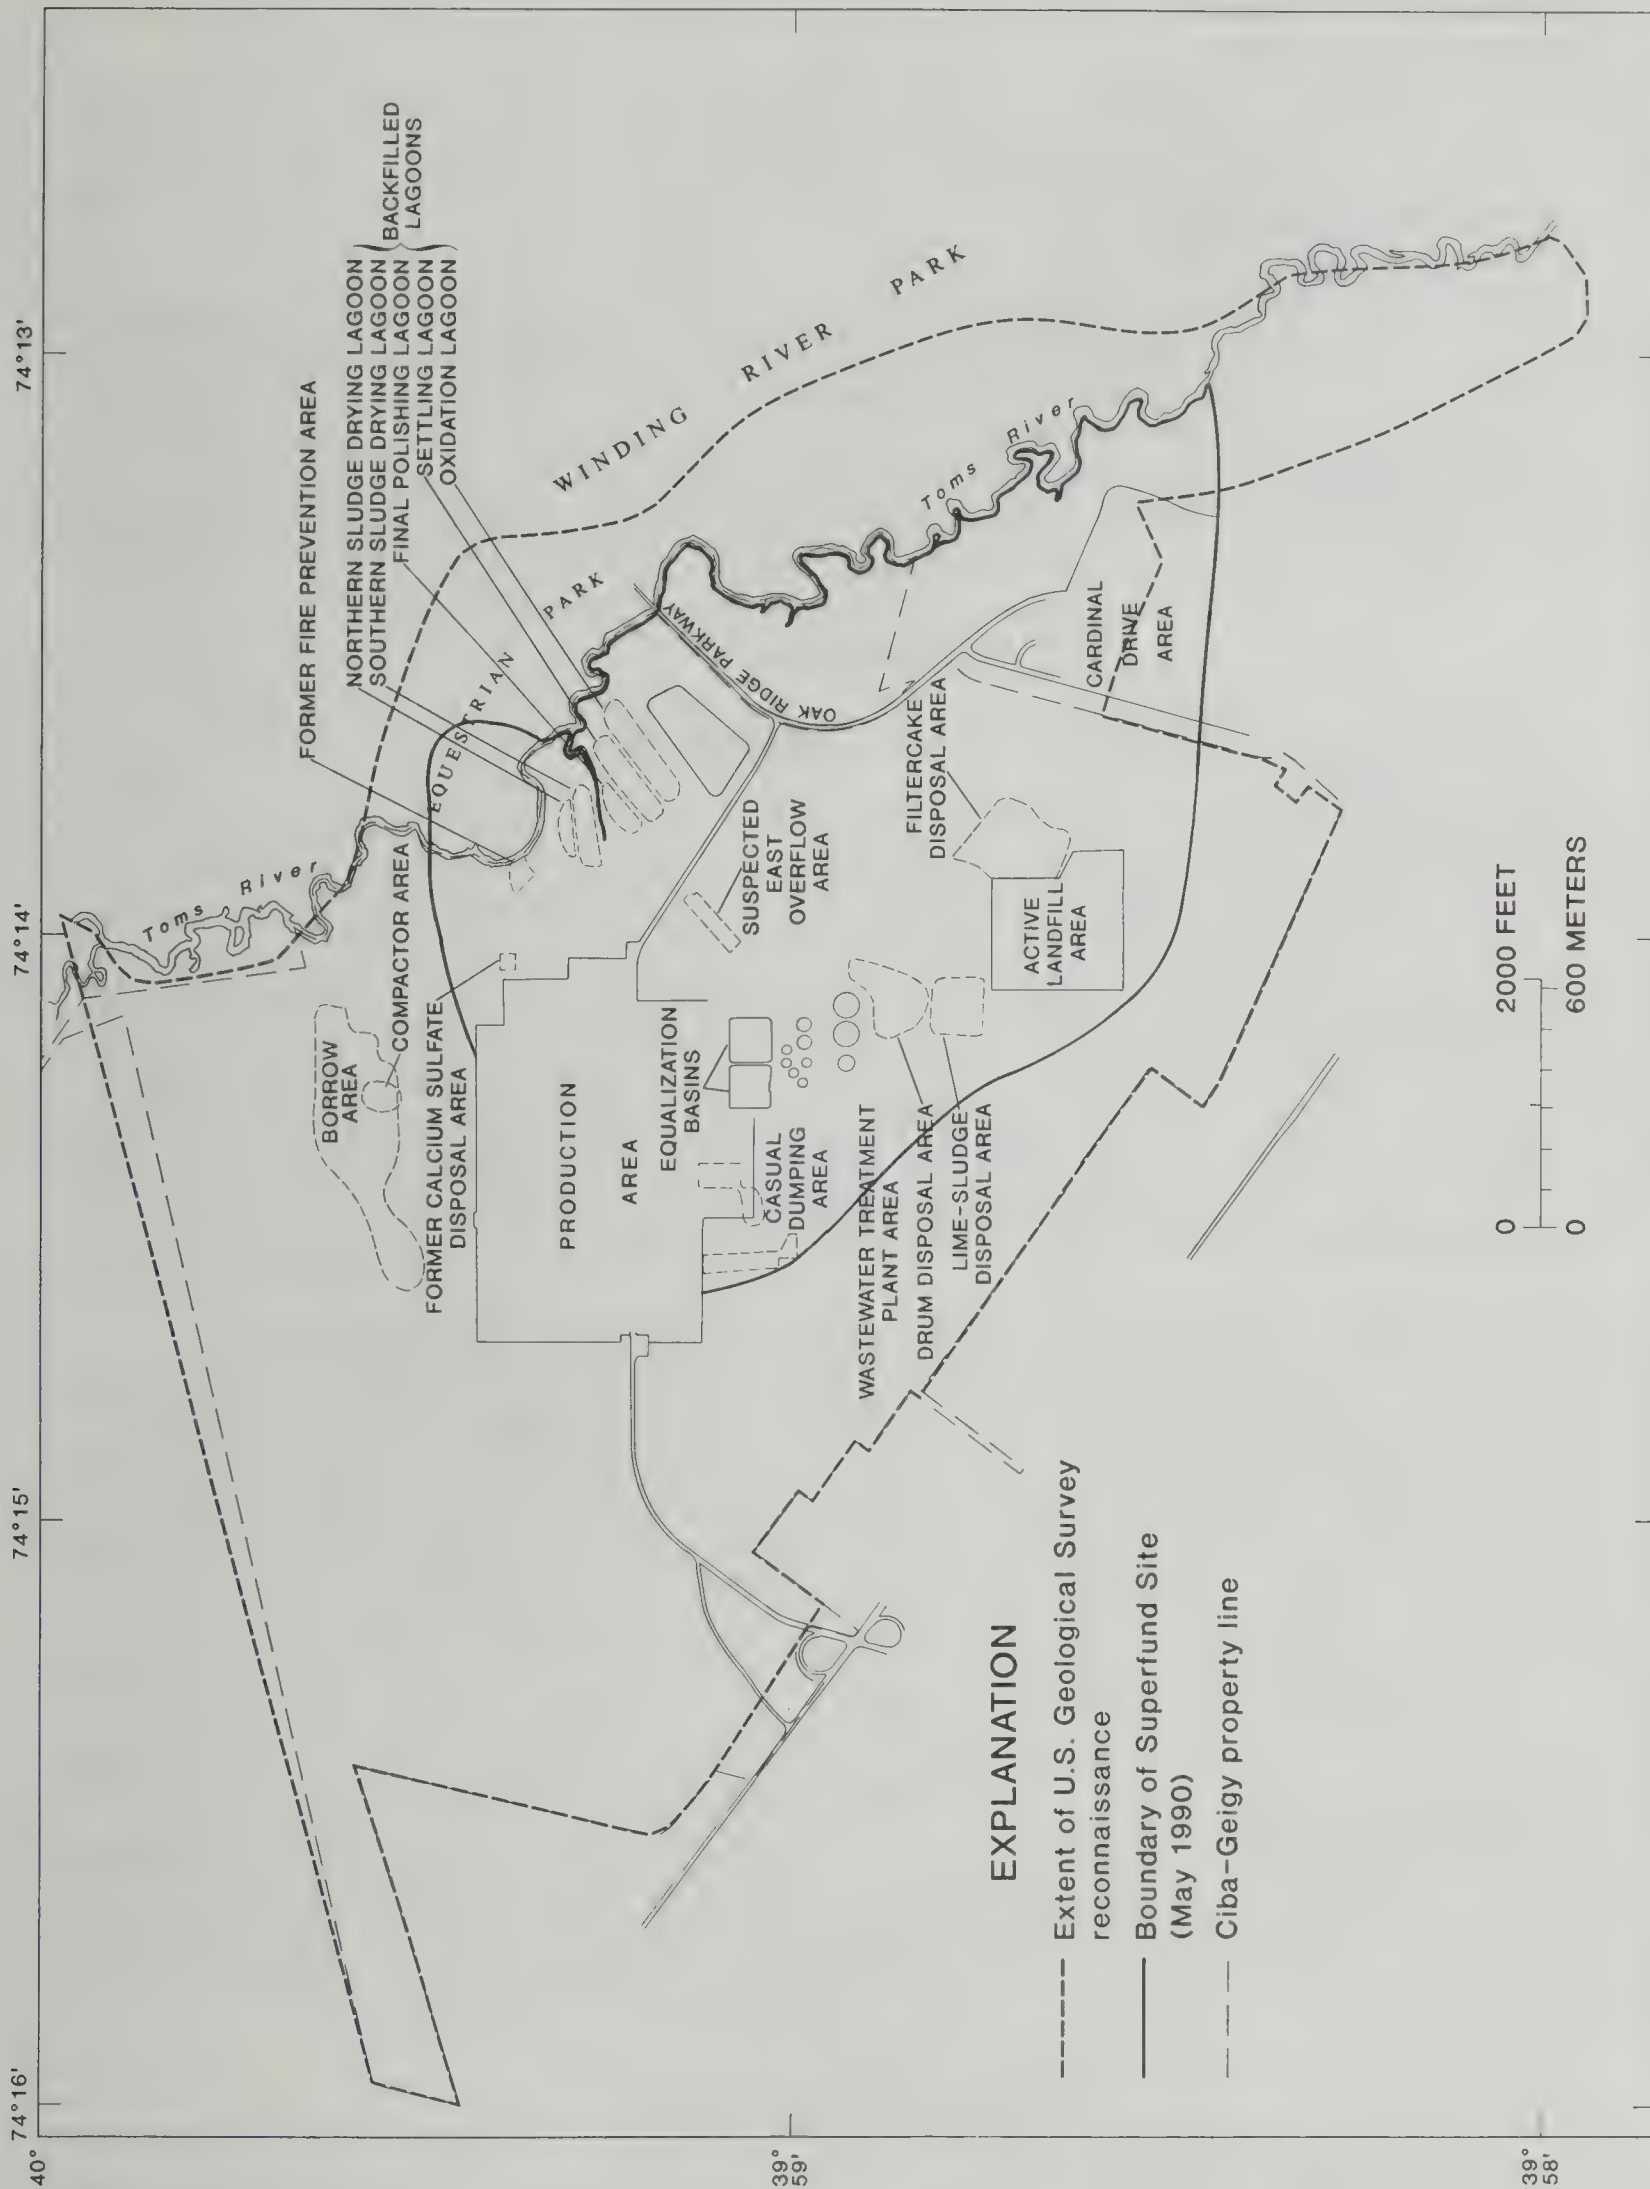 74°16'
74°15'
74°14'
74°13'
40°
39°
59'
39°
58'
FORMER FIRE PREVENTION AREA
NORTHERN SLUDGE DRYING LAGOON
SOUTHERN SLUDGE DRYING LAGOON
FINAL POLISHING LAGOON
SETTLING LAGOON
OXIDATION LAGOON
BACKFILLED
LAGOONS
Toms River
BORROW
AREA
COMPACTOR AREA
FORMER CALCIUM SULFATE
DISPOSAL AREA
EQUESTRIAN PARK
WINDING RIVER PARK
PRODUCTION
AREA
EQUALIZATION
BASINS
CASUAL
DUMPING
AREA
SUSPECTED
EAST
OVERFLOW
AREA
OAK RIDGE PARKWAY
Toms River
WASTEWATER TREATMENT
PLANT AREA
DRUM DISPOSAL AREA
LIME-SLUDGE
DISPOSAL AREA
FILTERCAKE
DISPOSAL AREA
ACTIVE
LANDFILL
AREA
CARDINAL
DRIVE
AREA
EXPLANATION
Extent of U.S. Geological Survey
reconnaissance
Boundary of Superfund Site
(May 1990)
Ciba-Geigy property line
0 2000 FEET
0 600 METERS